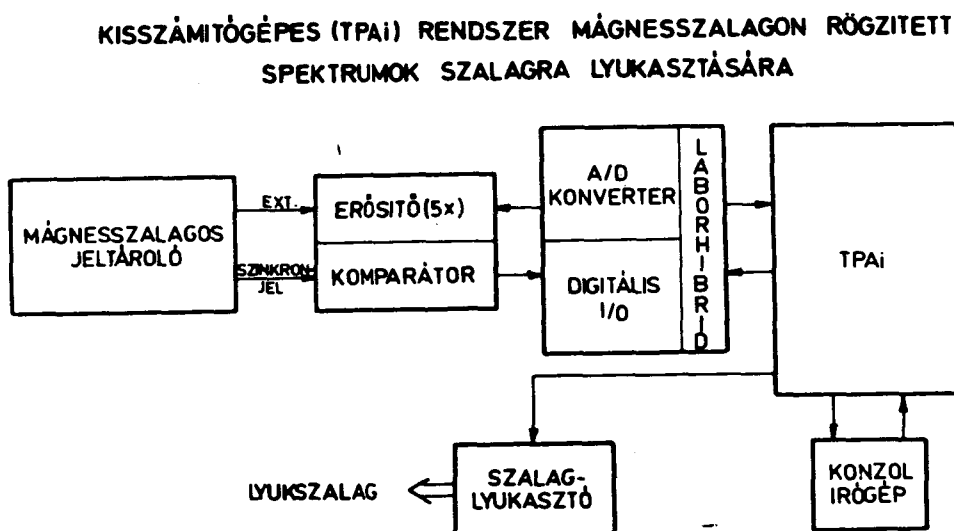 KISSZÁMITÓGÉPES (TPAi) RENDSZER MÁGNESSZALAGON RÖGZITETT
SPEKTRUMOK SZALAGRA LYUKASZTÁSÁRA
MÁGNESSZALAGOS
JELTÁROLÓ
EXT.
SZINKRON-
JEL
ERŐSITŐ (5x)
KOMPARÁTOR
A/D
KONVERTER
DIGITÁLIS
I/O
LABORHIBRID
TPAi
LYUKSZALAG
SZALAG-
LYUKASZTÓ
KONZOL
IRÓGÉP